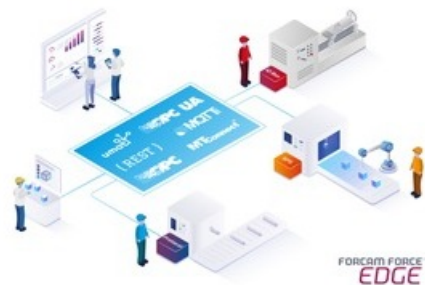 umati
OPC UA
{REST}
MQTT
OPC
MTConnect
FORCAM FORCE
EDGE